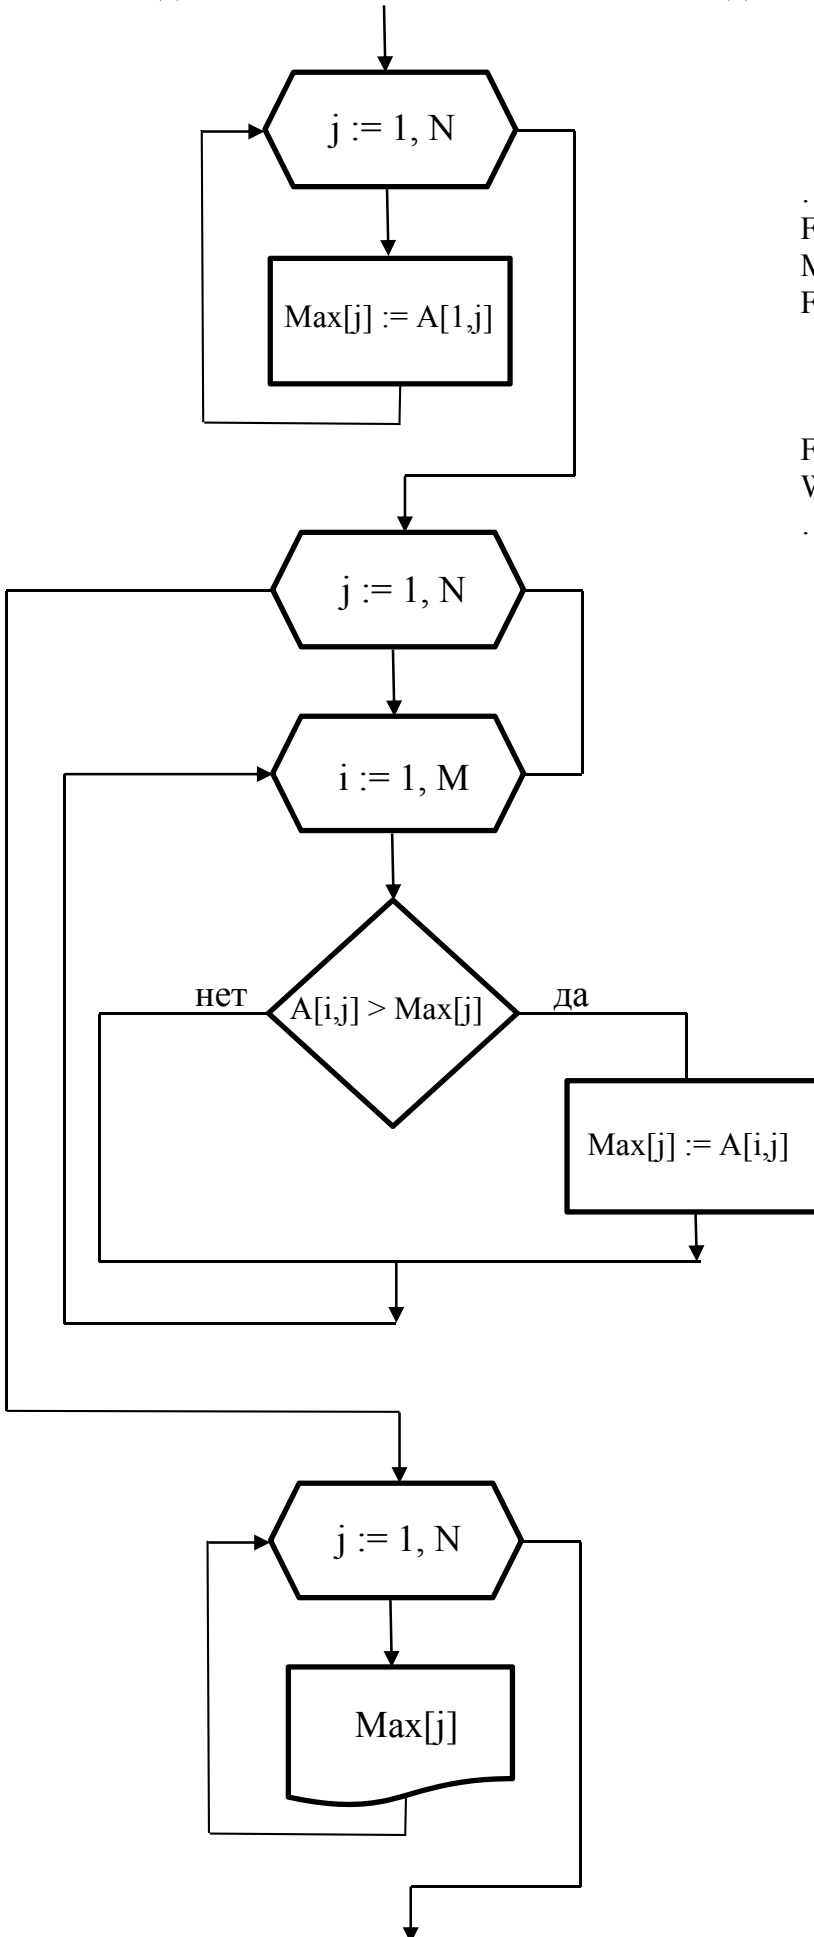 j := 1, N
Max[j] := A[1,j]
j := 1, N
i := 1, M
нет
A[i,j] > Max[j]
да
Max[j] := A[i,j]
j := 1, N
Max[j]